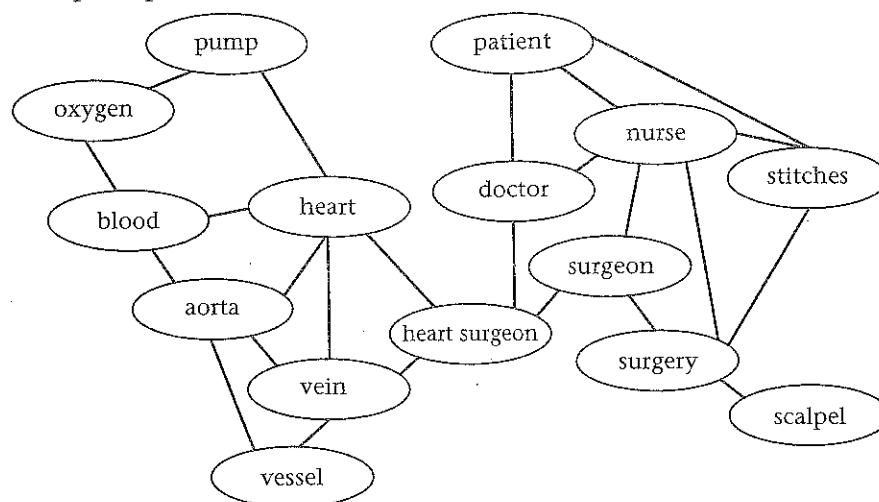 pump
patient
oxygen
nurse
doctor
stitches
blood
heart
surgeon
aorta
heart surgeon
surgery
vein
scalpel
vessel